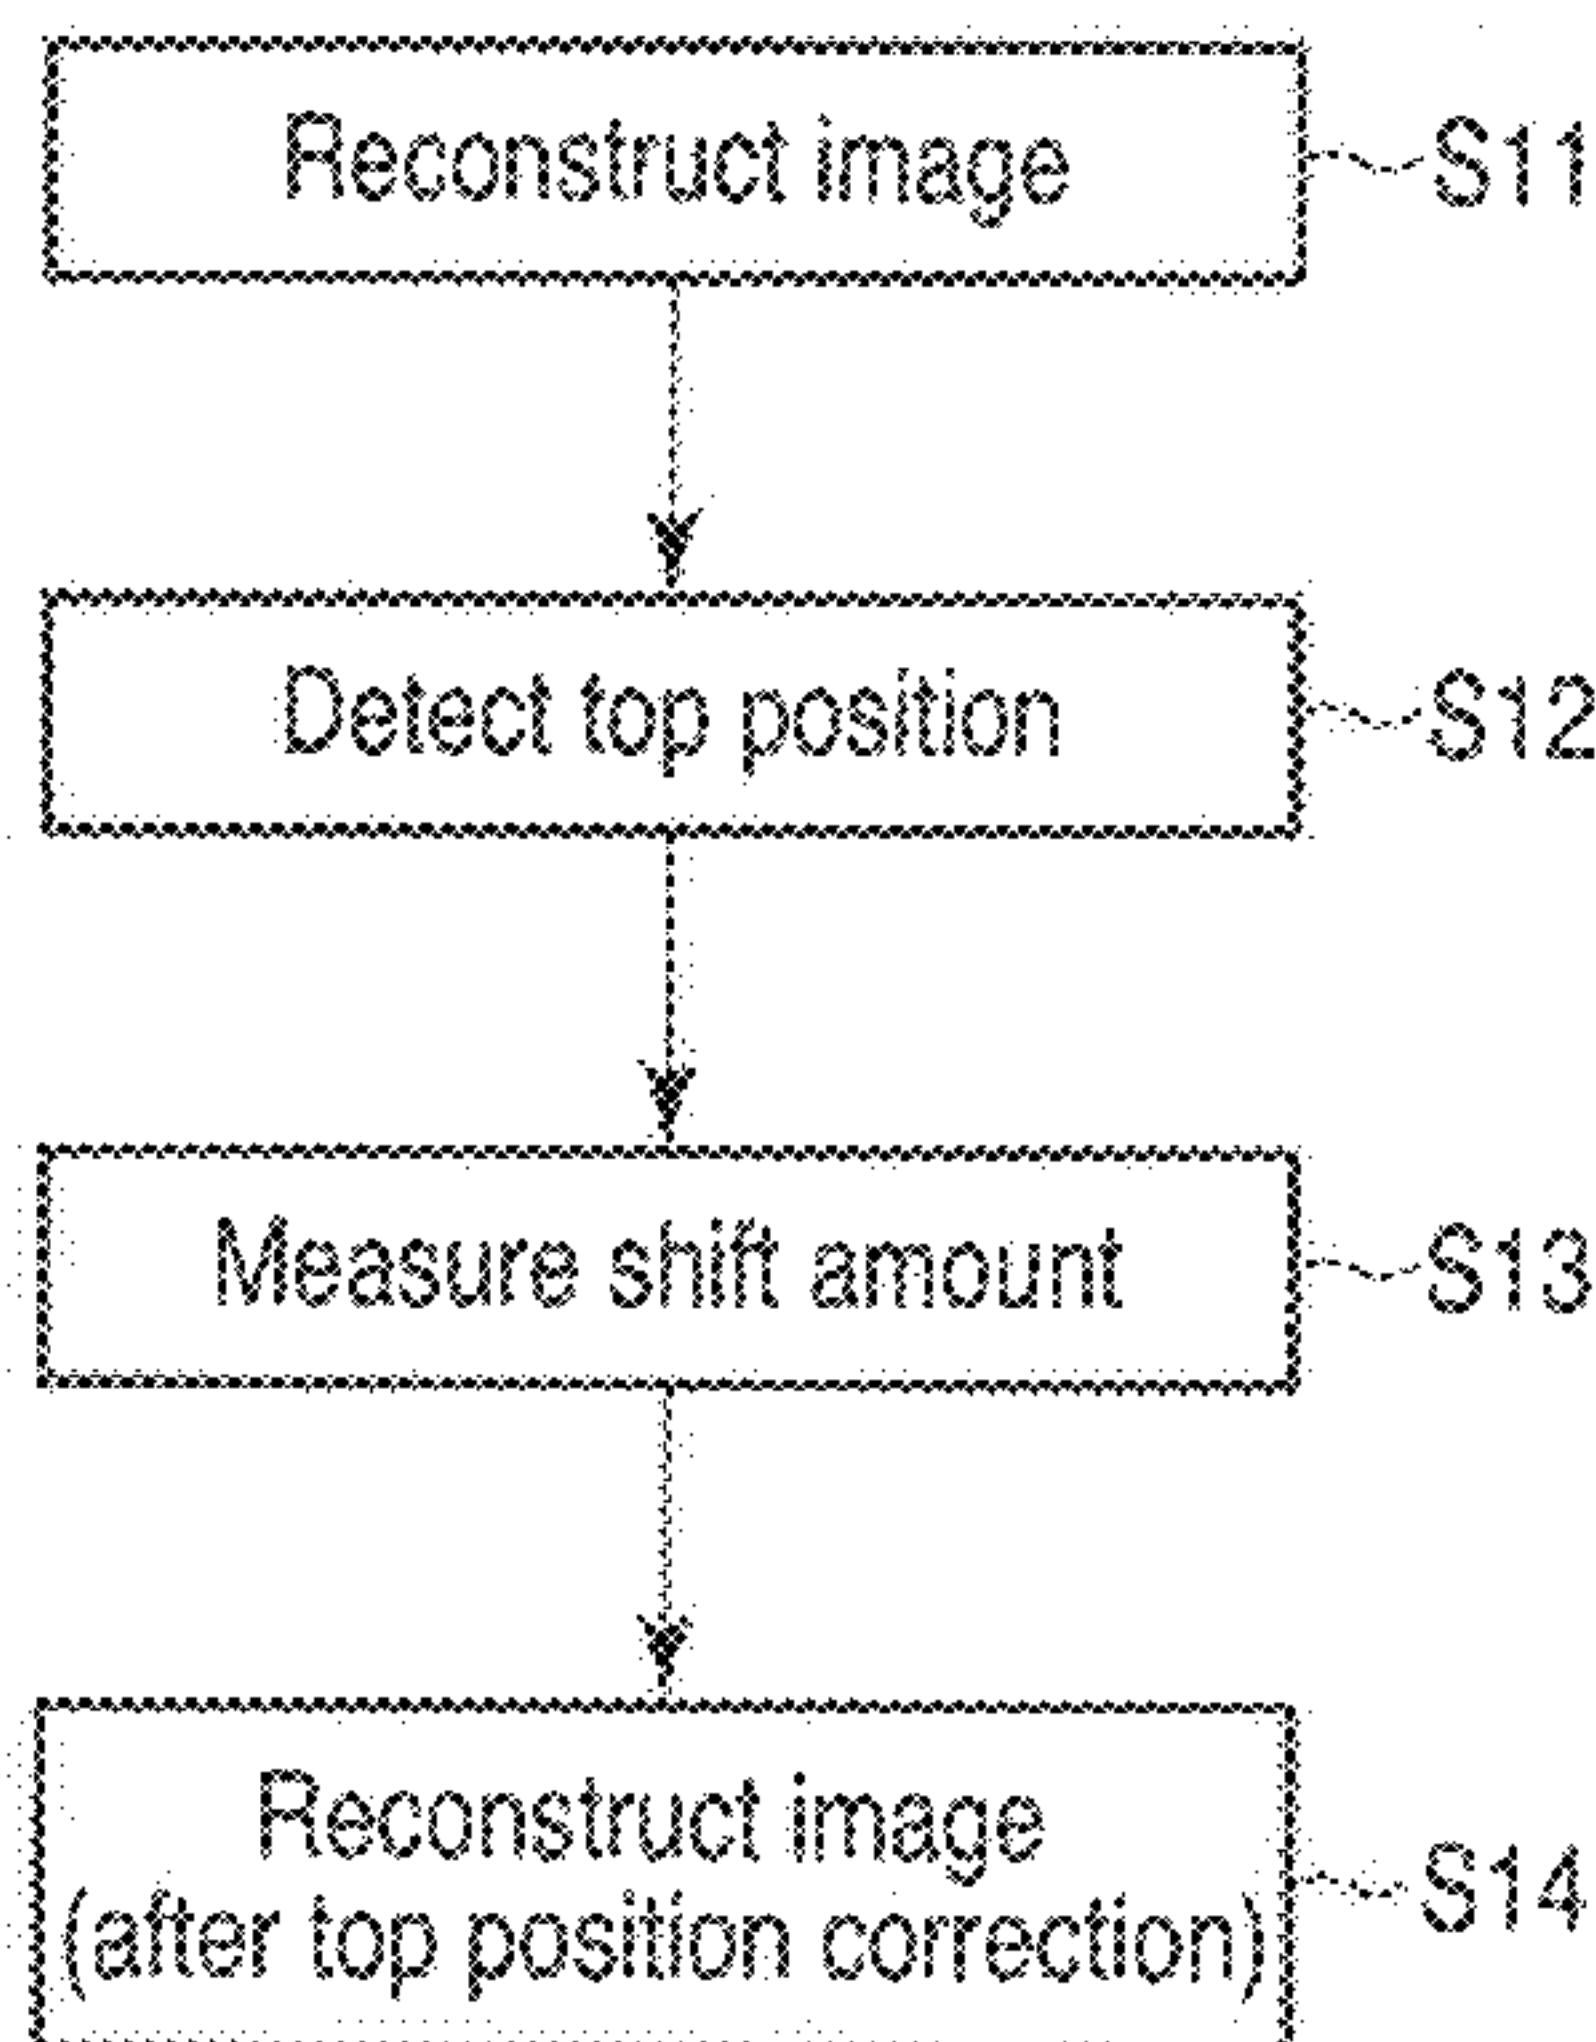 Reconstruct image S11
Detect top position S12
Measure shift amount S13
Reconstruct image
(after top position correction) S14